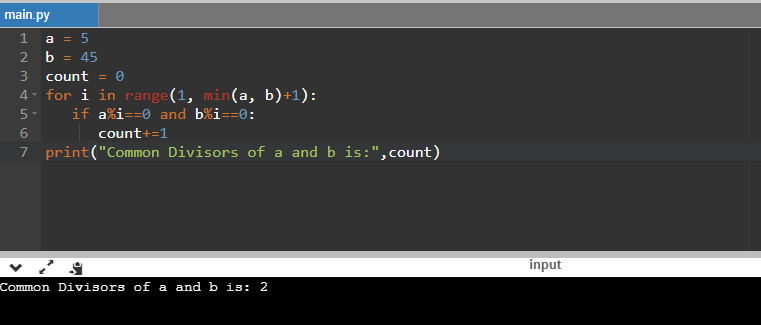 main.py
1 a = 5
2 b = 45
3 count = 0
4 for i in range(1, min(a, b)+1):
5    if a%i==0 and b%i==0:
6       count+=1
7 print("Common Divisors of a and b is:",count)
input
Common Divisors of a and b is: 2